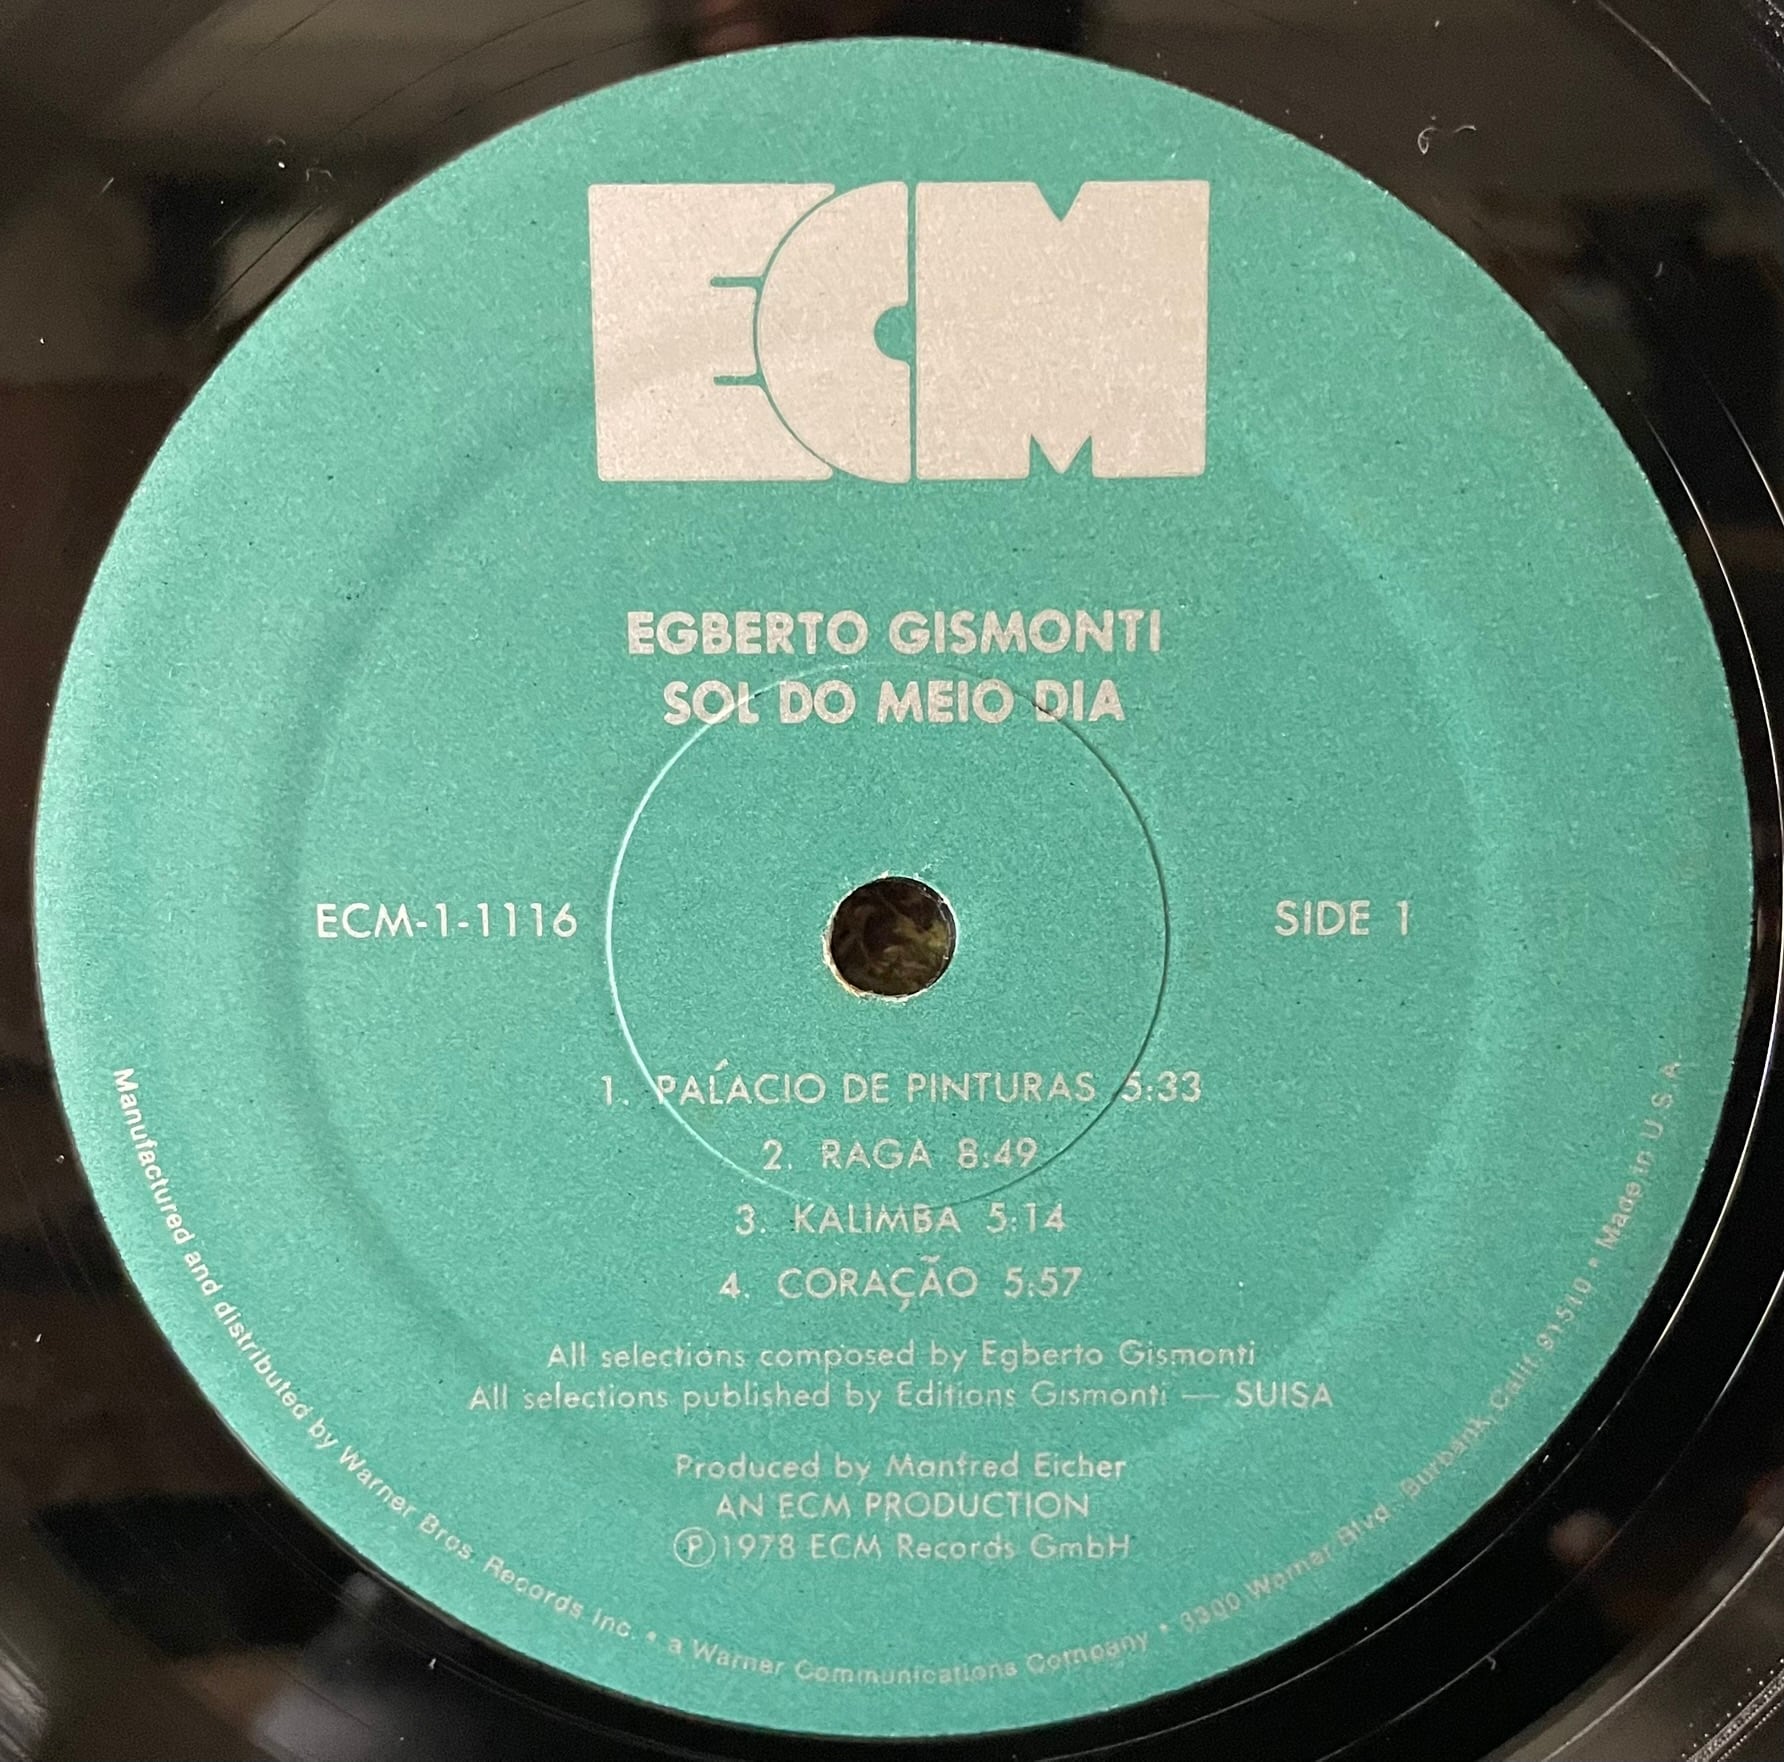 ECM
EGBERTO GISMONTI
SOL DO MEIO DIA
ECM-1-1116
SIDE 1
1. PALÁCIO DE PINTURAS 5:33
2. RAGA 8:49
3. KALIMBA 5:14
4. CORAÇÃO 5:57
All selections composed by Egberto Gismonti
All selections published by Editions Gismonti — SUISA
Produced by Manfred Eicher
AN ECM PRODUCTION
℗1978 ECM Records GmbH
Manufactured and distributed by Warner Bros. Records Inc. • a Warner Communications Company • 3300 Warner Blvd., Burbank, Calif. 91510 • Made in U.S.A.